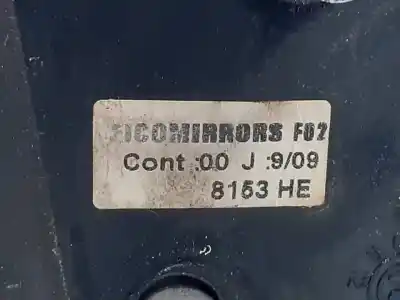 FICOMIRRORS F02
Cont :00 J :9/09
8153 HE